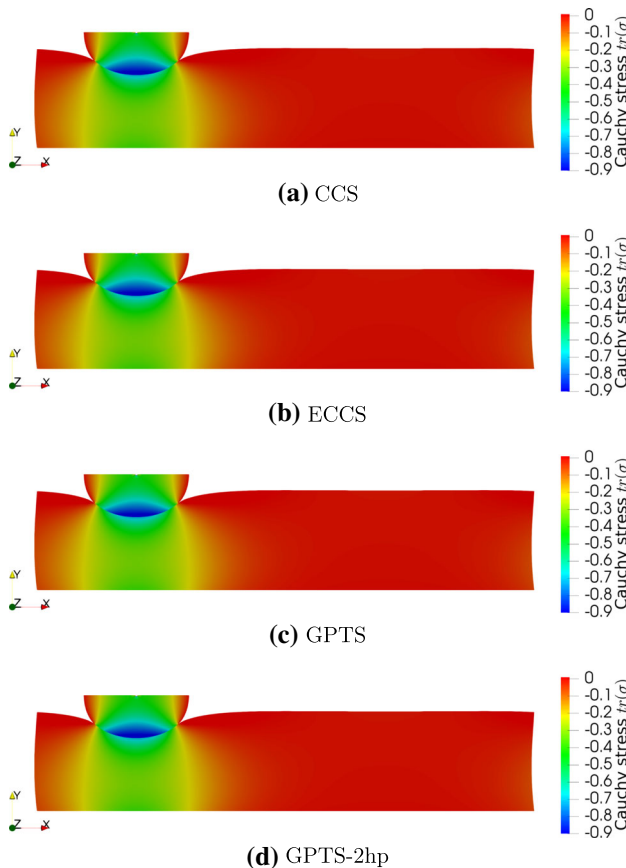 0
-0.1
-0.2
-0.3
-0.4
-0.5
-0.6
-0.7
-0.8
-0.9
Cauchy stress tr(σ)
Y
Z X
(a) CCS
0
-0.1
-0.2
-0.3
-0.4
-0.5
-0.6
-0.7
-0.8
-0.9
Cauchy stress tr(σ)
Y
Z X
(b) ECCS
0
-0.1
-0.2
-0.3
-0.4
-0.5
-0.6
-0.7
-0.8
-0.9
Cauchy stress tr(σ)
Y
Z X
(c) GPTS
0
-0.1
-0.2
-0.3
-0.4
-0.5
-0.6
-0.7
-0.8
-0.9
Cauchy stress tr(σ)
Y
Z X
(d) GPTS-2hp